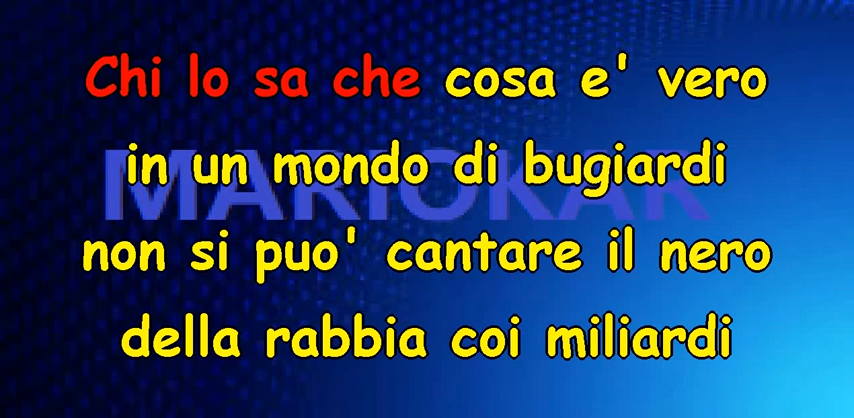 Chi lo sa che cosa e' vero
in un mondo di bugiardi
MARIOKAR
non si puo' cantare il nero
della rabbia coi miliardi